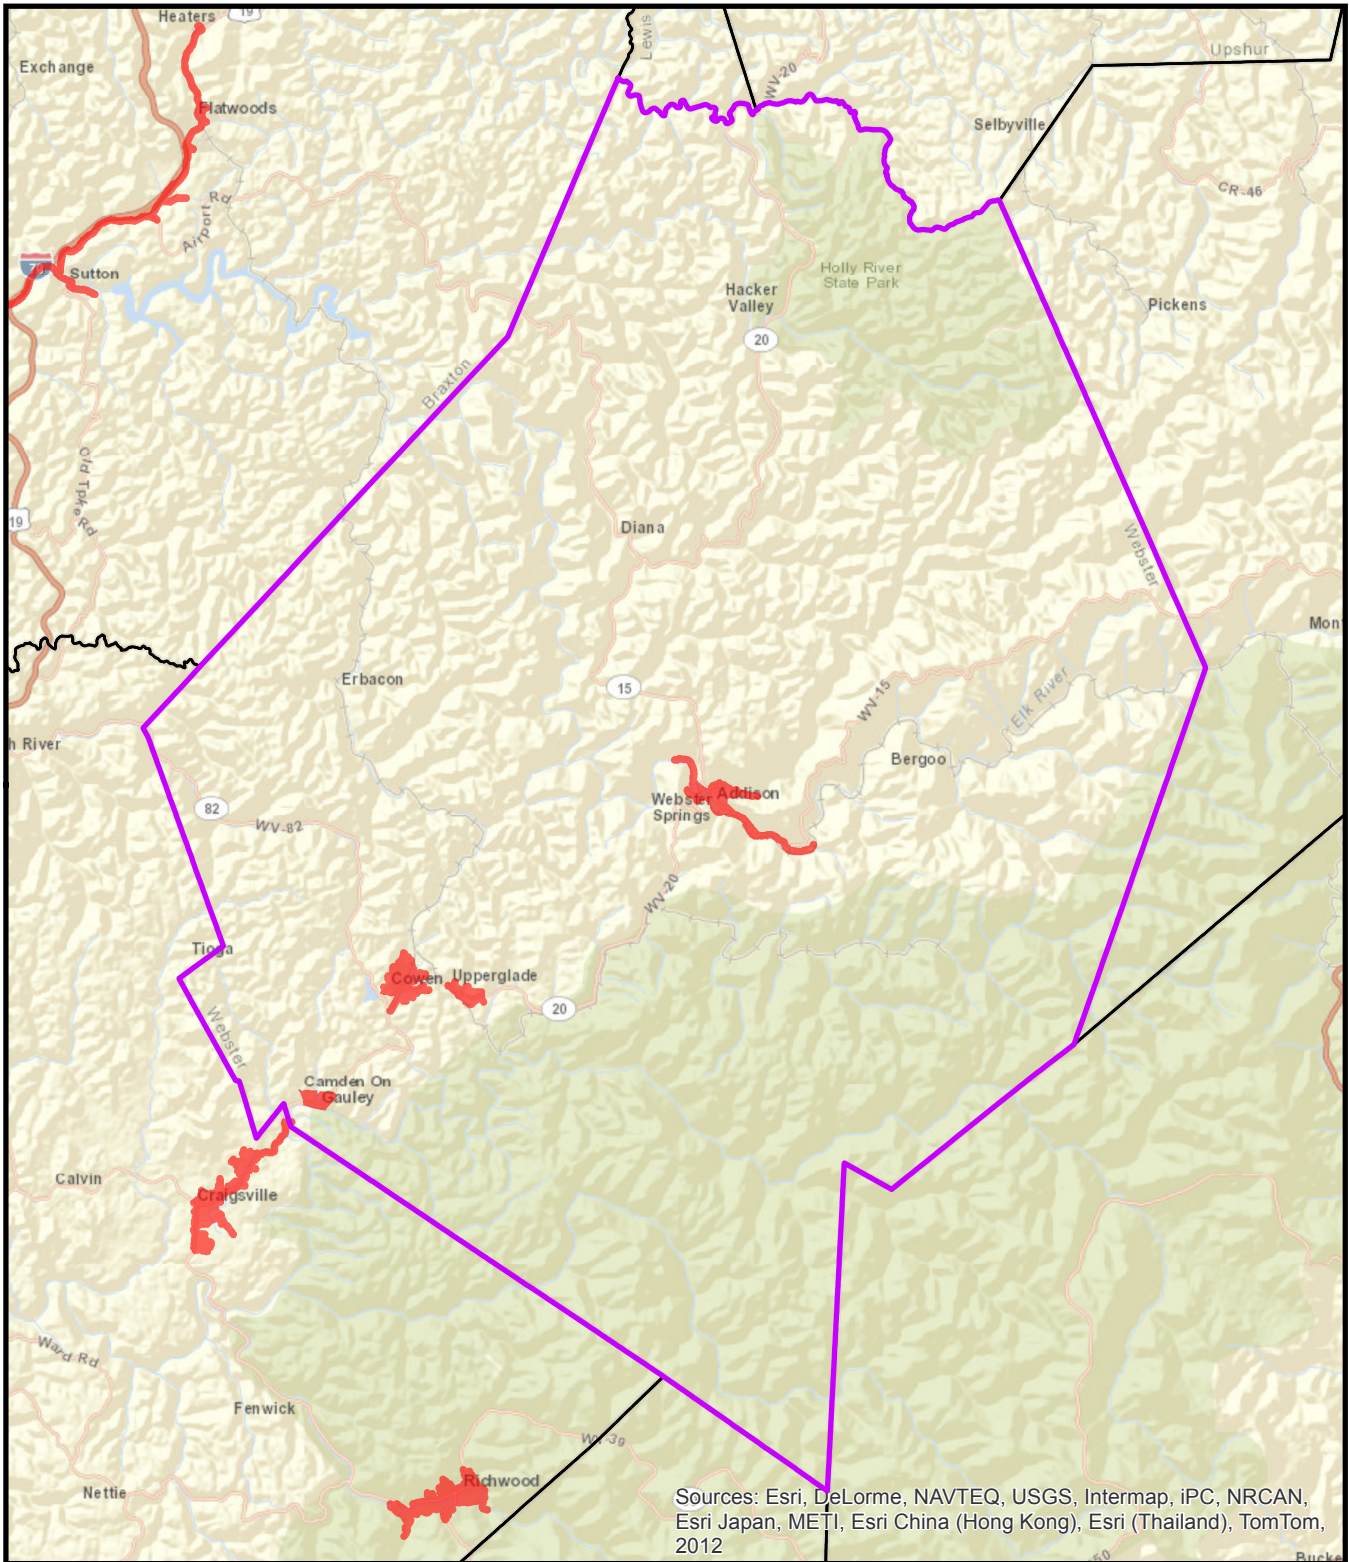 Heaters
19
Lewis
Exchange
WV-20
Upshur
Flatwoods
Selbyville
Airport Rd
CR-46
Sutton
Holly River
State Park
Hacker
Valley
Pickens
20
Braxton
Old Tpke Rd
19
Diana
Webster
Mon
Erbacon
15
WV-15
Elk River
h River
Bergoo
82
WV-82
Webster
Springs
Addison
WV-20
Tioga
Cowen
Upperglade
20
Webster
Camden On
Gauley
Calvin
Craigsville
Ward Rd
Fenwick
WV-39
Richwood
Nettie
Sources: Esri, DeLorme, NAVTEQ, USGS, Intermap, iPC, NRCAN,
Esri Japan, METI, Esri China (Hong Kong), Esri (Thailand), TomTom,
2012
50
Bucke